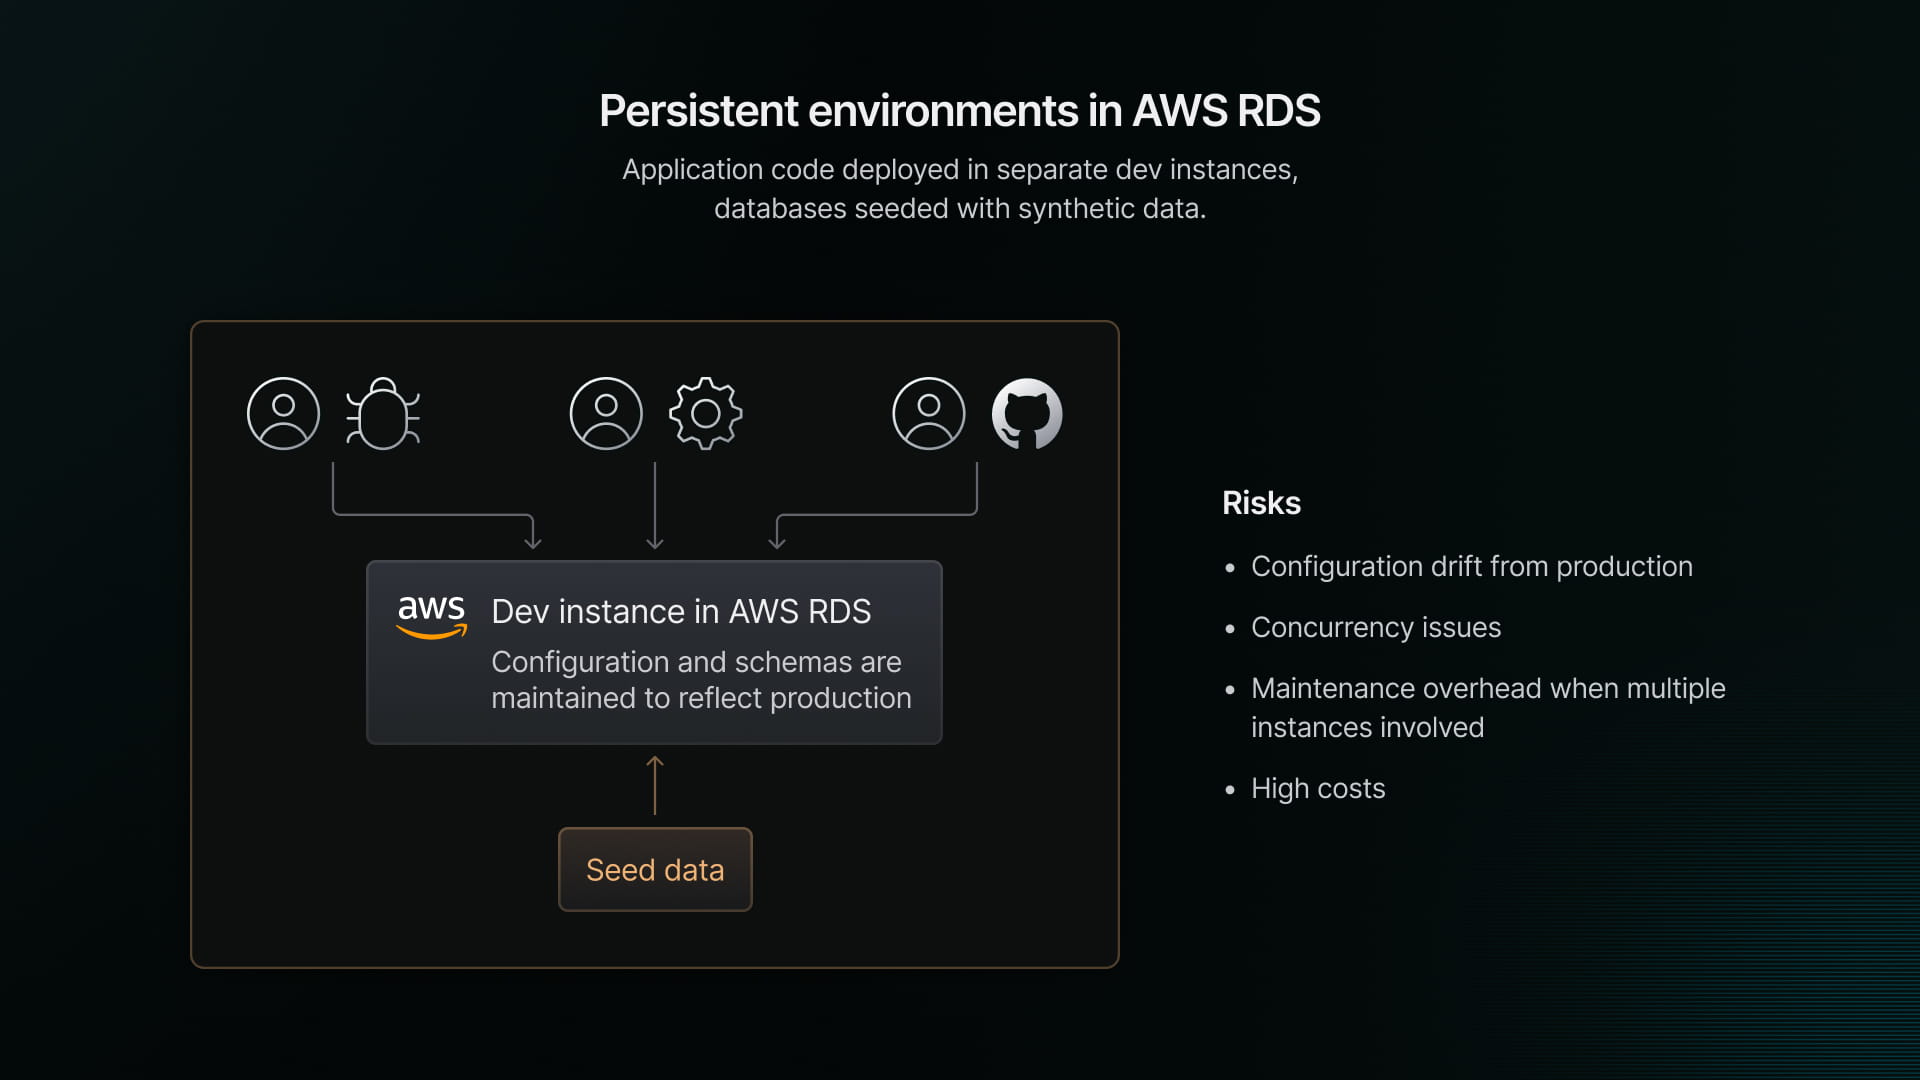 Persistent environments in AWS RDS
Application code deployed in separate dev instances,
databases seeded with synthetic data.
aws
Dev instance in AWS RDS
Configuration and schemas are
maintained to reflect production
Seed data
Risks
• Configuration drift from production
• Concurrency issues
• Maintenance overhead when multiple
instances involved
• High costs